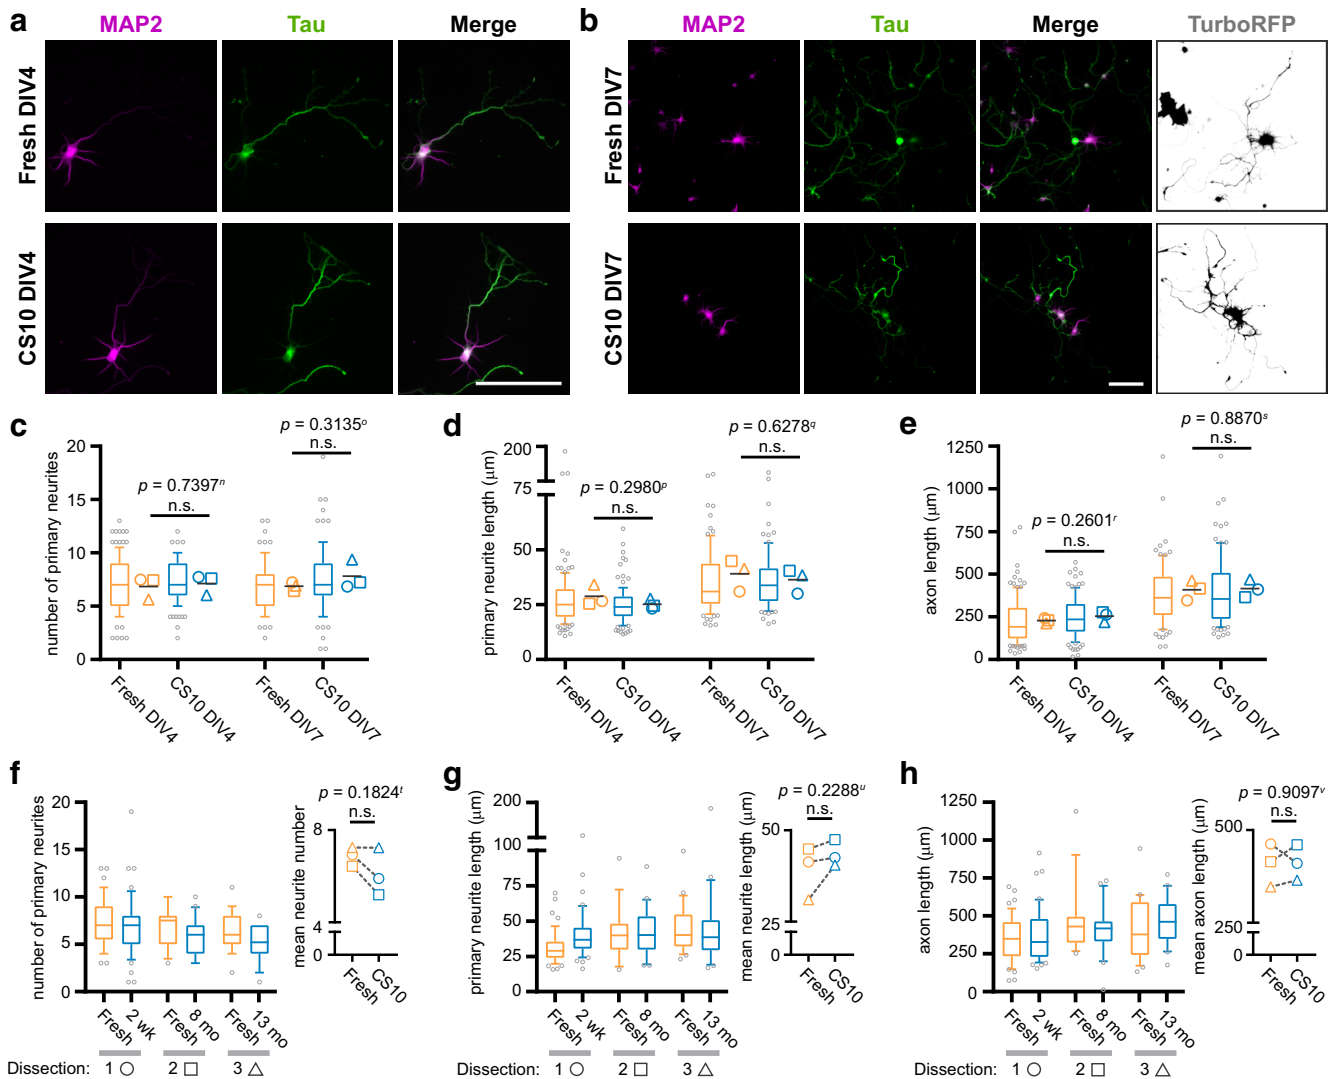 a MAP2 Tau Merge b MAP2 Tau Merge TurboRFP
Fresh DIV4
CS10 DIV4
Fresh DIV7
CS10 DIV7
c
number of primary neurites
20
15
10
5
0
p = 0.7397ⁿ
n.s.
p = 0.3135ᵒ
n.s.
Fresh DIV4 CS10 DIV4 Fresh DIV7 CS10 DIV7
d
primary neurite length (μm)
200
75
50
25
0
p = 0.2980ᵖ
n.s.
p = 0.6278q
n.s.
Fresh DIV4 CS10 DIV4 Fresh DIV7 CS10 DIV7
e
axon length (μm)
1250
1000
750
500
250
0
p = 0.2601ʳ
n.s.
p = 0.8870ˢ
n.s.
Fresh DIV4 CS10 DIV4 Fresh DIV7 CS10 DIV7
f
number of primary neurites
20
15
10
5
0
Fresh 2 wk Fresh 8 mo Fresh 13 mo
Dissection: 1 2 3
p = 0.1824ᵗ
n.s.
mean neurite number
8
4
0
Fresh CS10
g
primary neurite length (μm)
200
100
75
50
25
0
Fresh 2 wk Fresh 8 mo Fresh 13 mo
Dissection: 1 2 3
p = 0.2288ᵘ
n.s.
mean neurite length (μm)
50
25
0
Fresh CS10
h
axon length (μm)
1250
1000
750
500
250
0
Fresh 2 wk Fresh 8 mo Fresh 13 mo
Dissection: 1 2 3
p = 0.9097ᵛ
n.s.
mean axon length (μm)
500
250
0
Fresh CS10